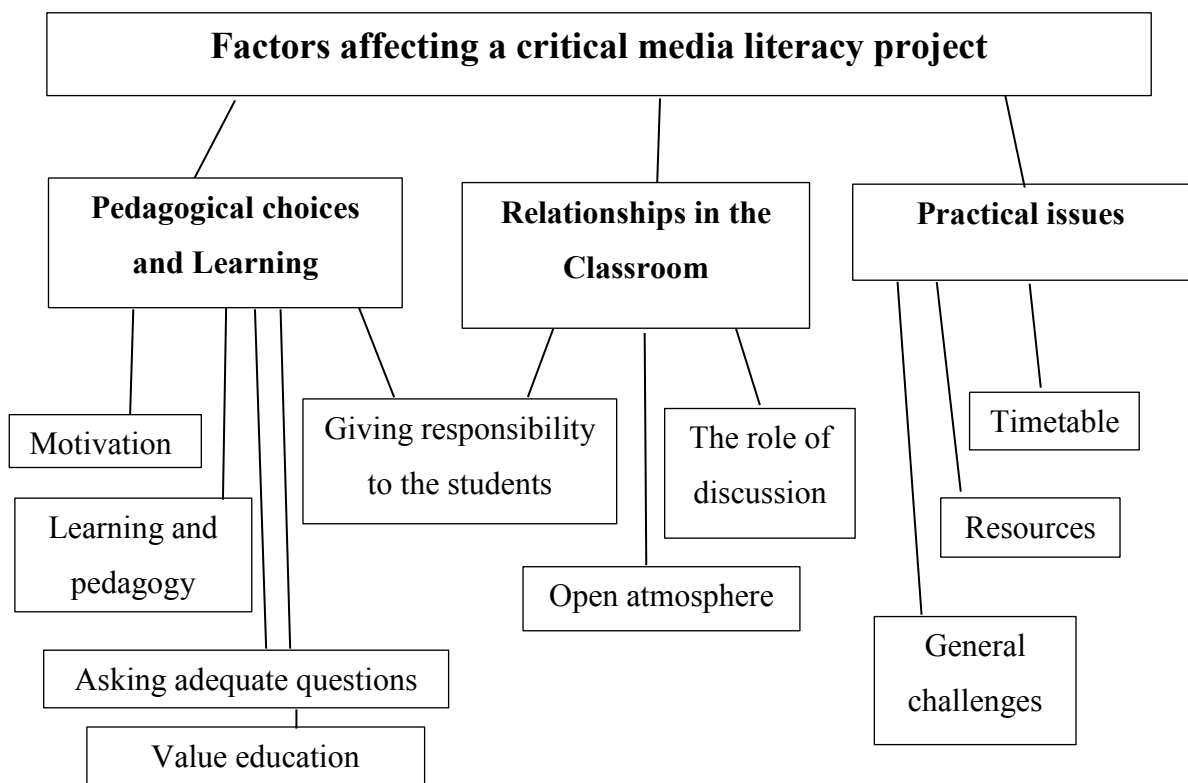 Factors affecting a critical media literacy project
Pedagogical choices
and Learning
Relationships in the
Classroom
Practical issues
Motivation
Giving responsibility
to the students
The role of
discussion
Timetable
Learning and
pedagogy
Resources
Open atmosphere
General
challenges
Asking adequate questions
Value education